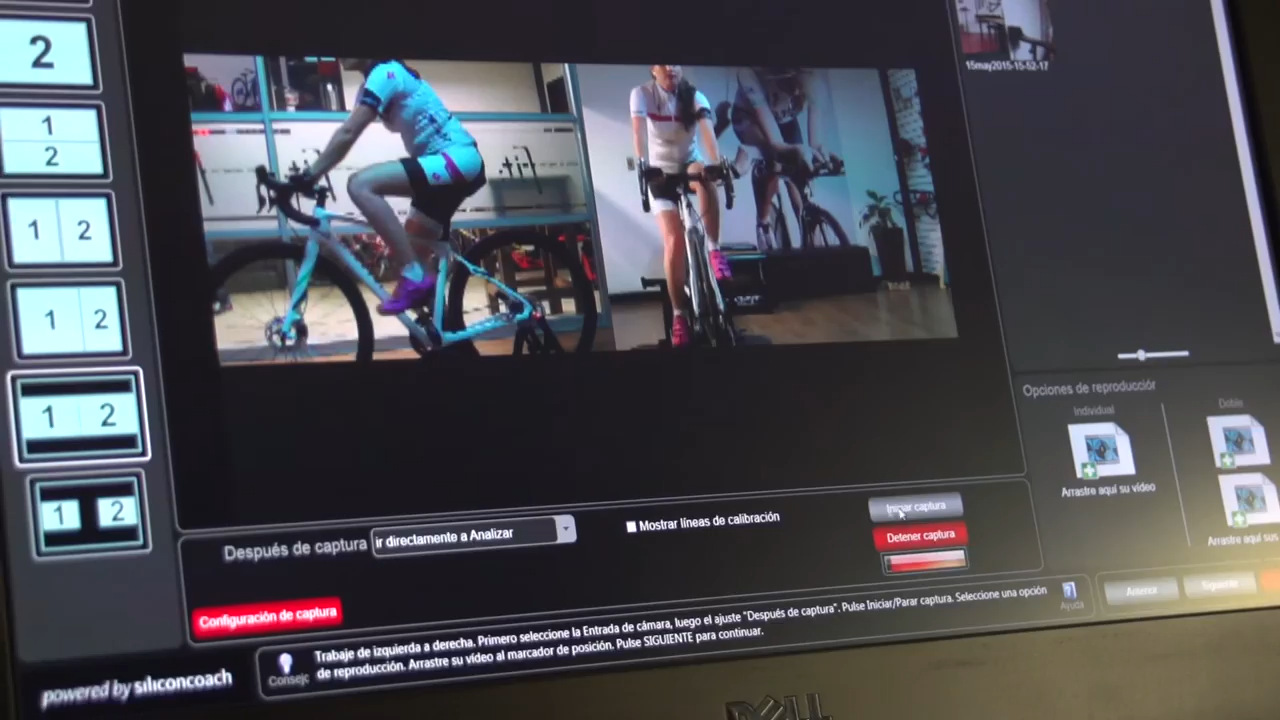 2
1
2
1 2
1 2
1 2
1 2
15may2015-15-52-17
Opciones de reproducción
Individual
Doble
Arrastre aquí su vídeo
Arrastre aquí sus
Después de captura
ir directamente a Analizar
Mostrar líneas de calibración
Iniciar captura
Detener captura
Configuración de captura
Consejo
Trabaje de izquierda a derecha. Primero seleccione la Entrada de cámara, luego el ajuste "Después de captura". Pulse Iniciar/Parar captura. Seleccione una opción
de reproducción. Arrastre su vídeo al marcador de posición. Pulse SIGUIENTE para continuar.
Ayuda
Anterior
Siguiente
powered by siliconcoach
DELL